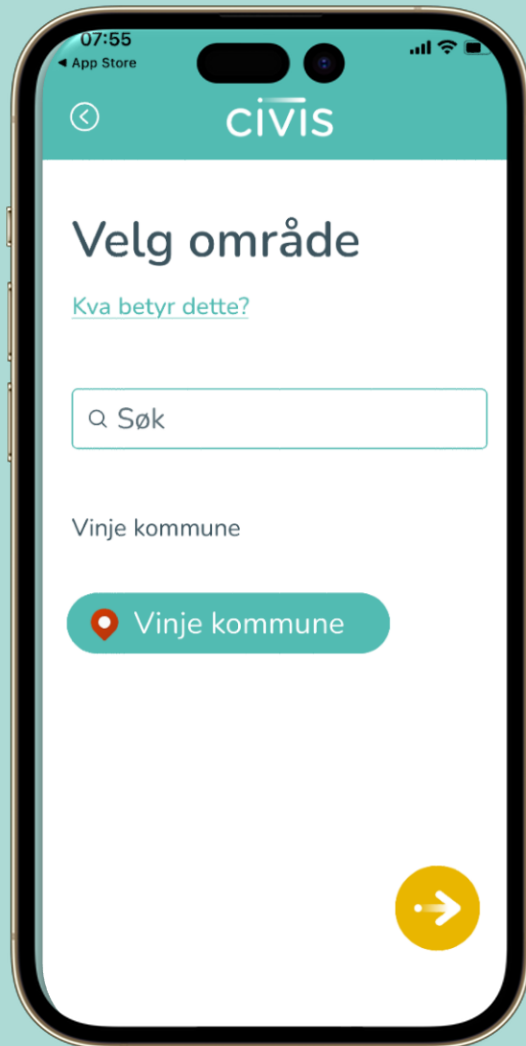 07:55
◀ App Store
civis
Velg område
Kva betyr dette?
Søk
Vinje kommune
Vinje kommune